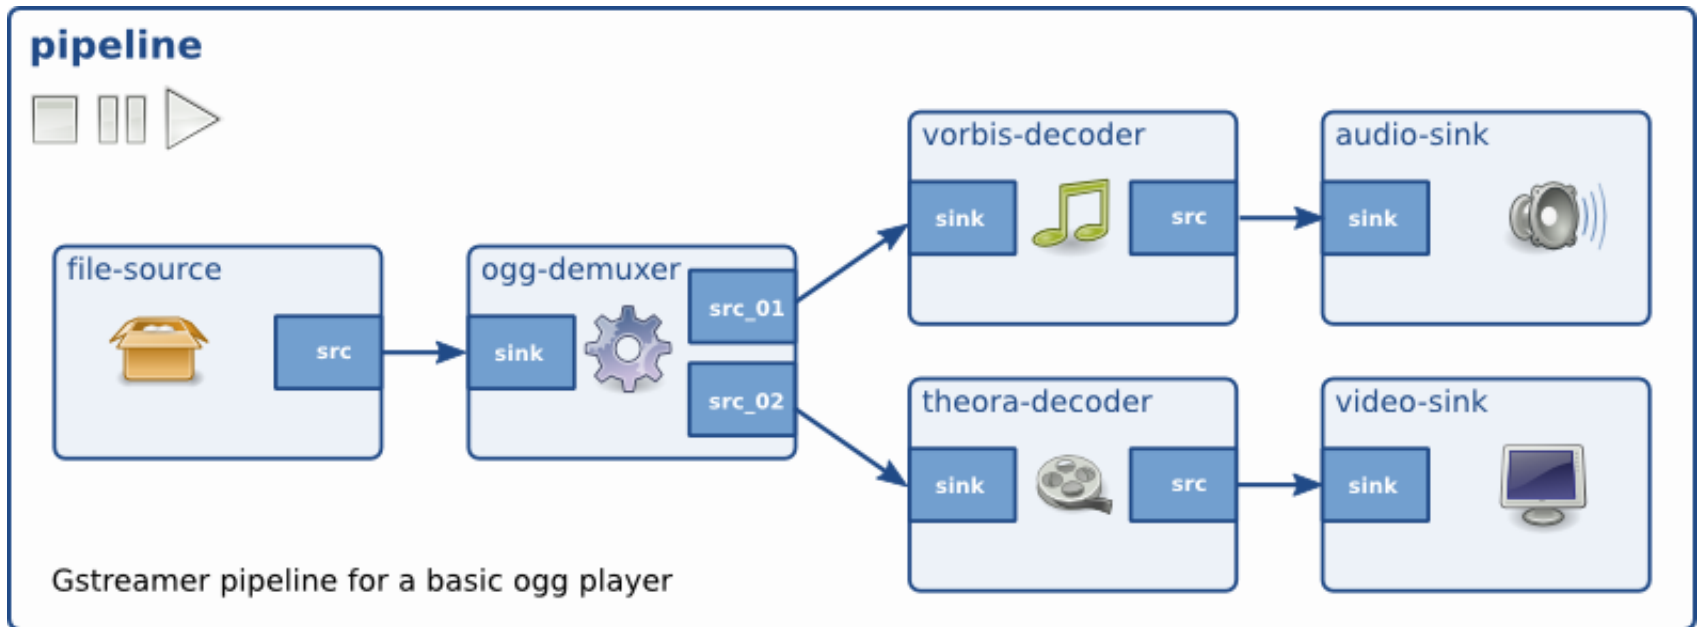 pipeline
file-source
src
ogg-demuxer
sink
src_01
src_02
vorbis-decoder
sink
src
audio-sink
sink
theora-decoder
sink
src
video-sink
sink
Gstreamer pipeline for a basic ogg player